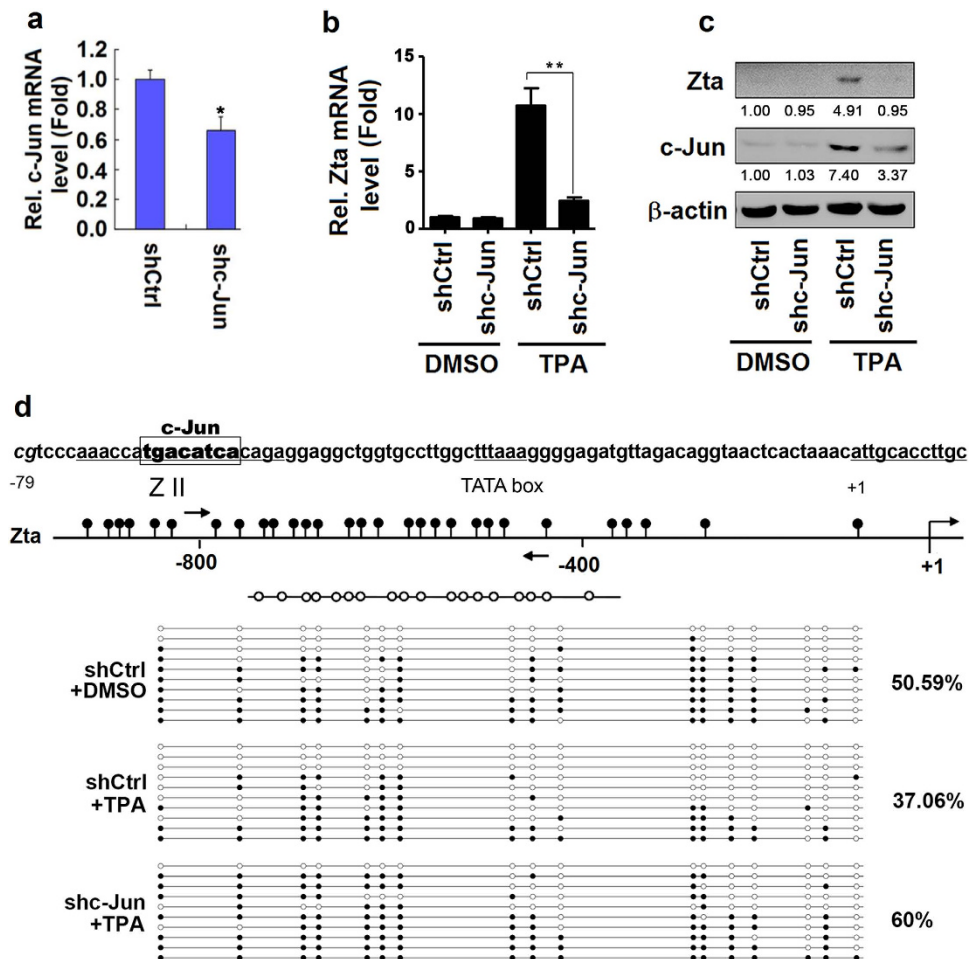 a
Rel. c-Jun mRNA
level (Fold)
1.2
1.0
0.8
0.6
0.4
0.2
0.0
*
shCtrl
shc-Jun
b
Rel. Zta mRNA
level (Fold)
15
10
5
0
**
shCtrl
shc-Jun
shCtrl
shc-Jun
DMSO
TPA
c
Zta
1.00 0.95 4.91 0.95
c-Jun
1.00 1.03 7.40 3.37
β-actin
shCtrl
shc-Jun
shCtrl
shc-Jun
DMSO
TPA
d
c-Jun
cgtcccaaaccatgacatcacagaggaggctggtgccttggctttaaaggggagatgttagacaggtaactcactaaacattgcaccttgc
-79 Z II TATA box +1
Zta
-800 -400 +1
shCtrl
+DMSO
50.59%
shCtrl
+TPA
37.06%
shc-Jun
+TPA
60%